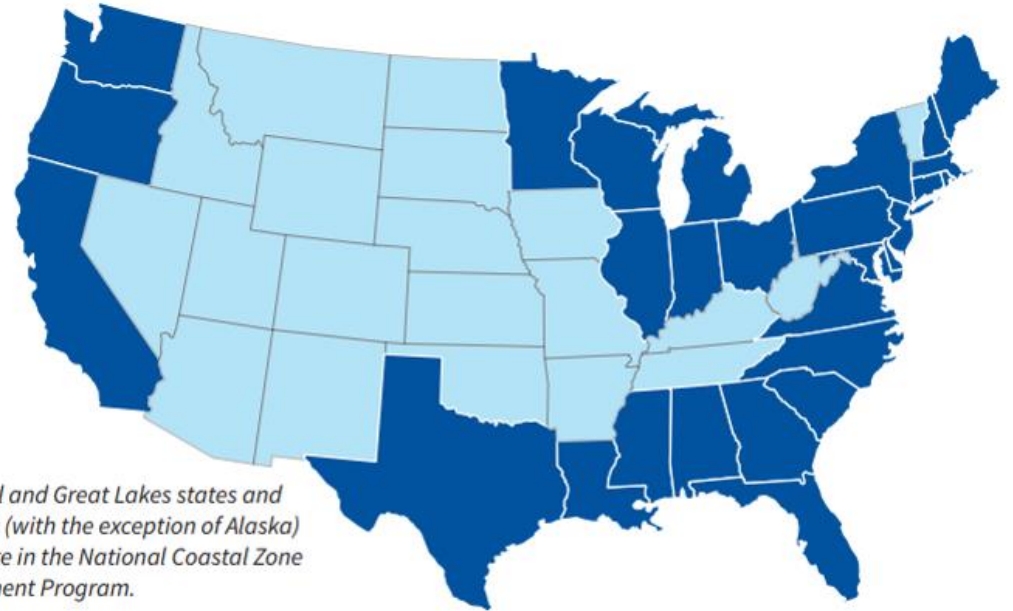 l and Great Lakes states and
(with the exception of Alaska)
e in the National Coastal Zone
ent Program.